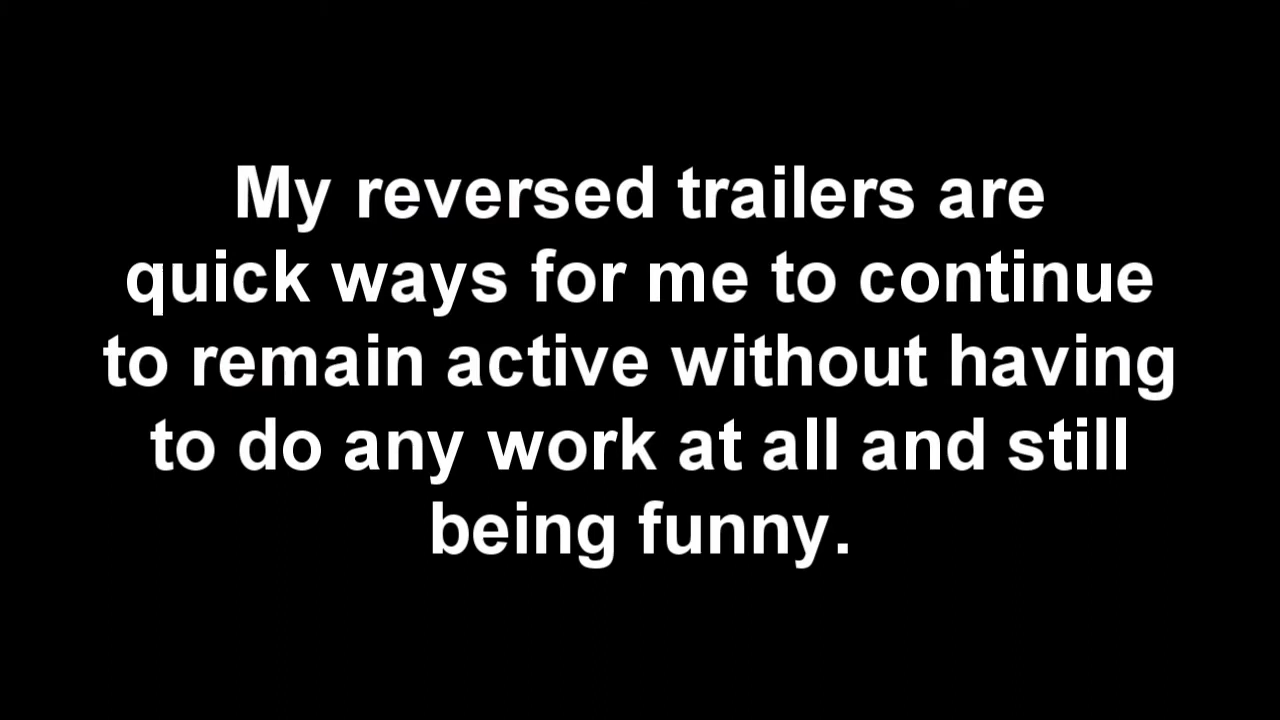 My reversed trailers are
quick ways for me to continue
to remain active without having
to do any work at all and still
being funny.